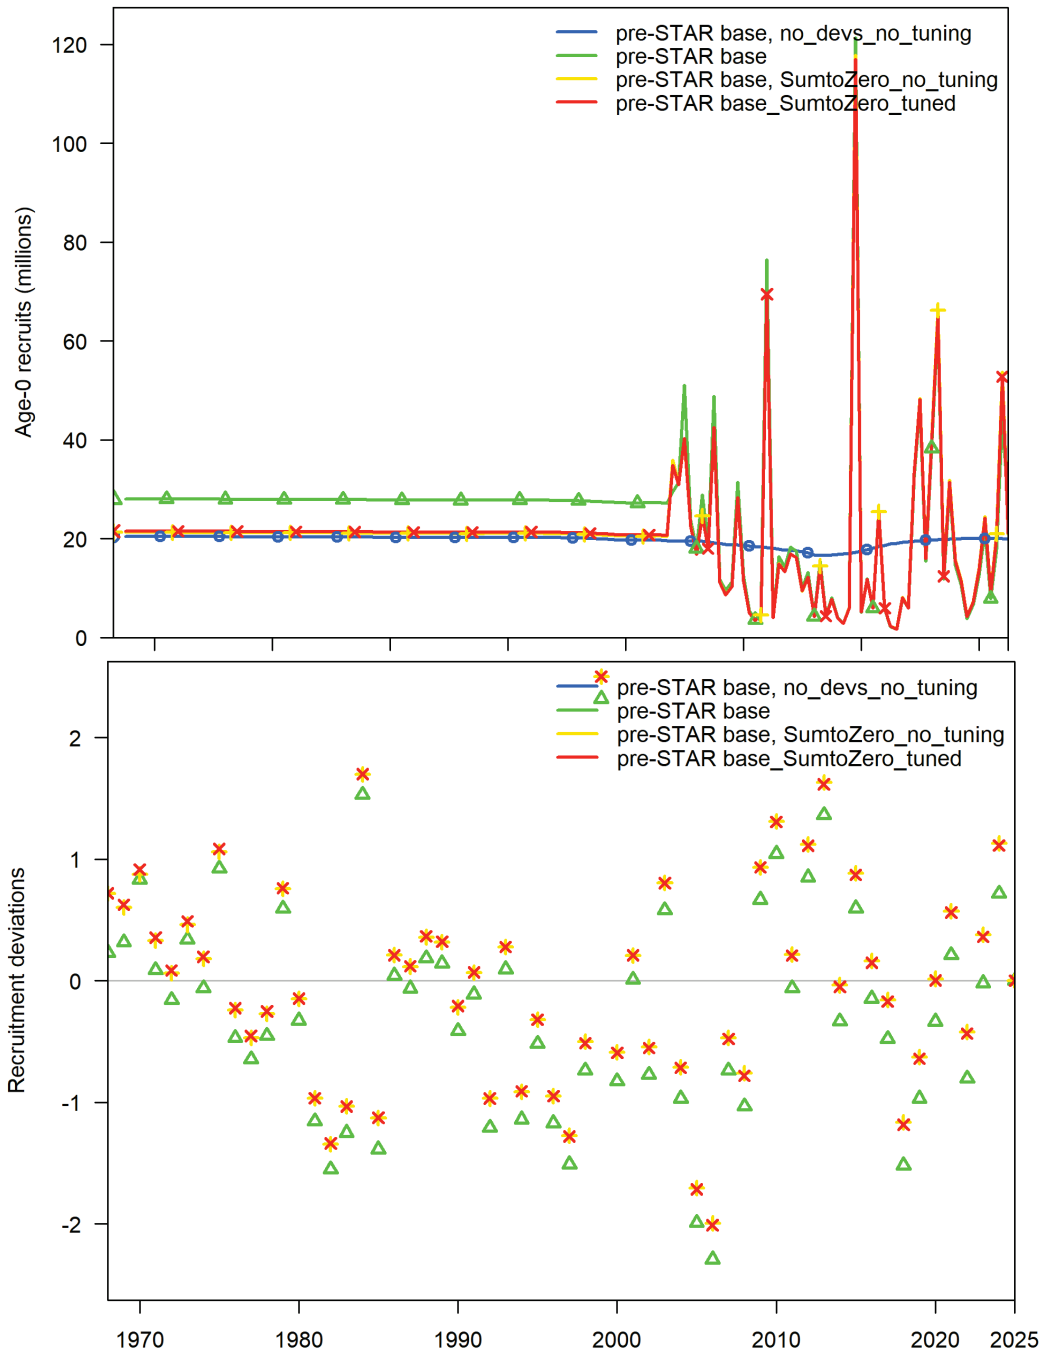 pre-STAR base, no_devs_no_tuning
pre-STAR base
pre-STAR base, SumtoZero_no_tuning
pre-STAR base_SumtoZero_tuned
Age-0 recruits (millions)
120
100
80
60
40
20
0
pre-STAR base, no_devs_no_tuning
pre-STAR base
pre-STAR base, SumtoZero_no_tuning
pre-STAR base_SumtoZero_tuned
Recruitment deviations
2
1
0
-1
-2
1970 1980 1990 2000 2010 2020 2025